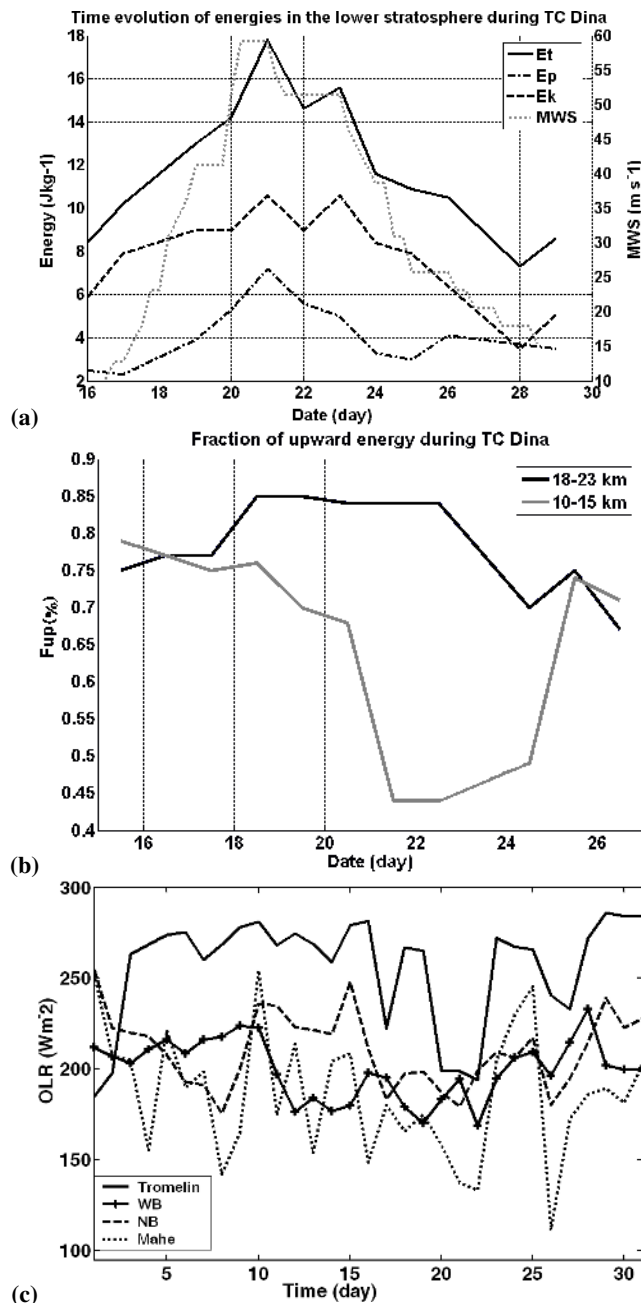 Time evolution of energies in the lower stratosphere during TC Dina
18 60
16 55
14 50
12 45
10 40
8 35
6 30
4 25
2 20
15
10
Energy (Jkg-1)
MWS (m s-1)
Et
Ep
Ek
MWS
16 18 20 22 24 26 28 30
Date (day)
(a)
Fraction of upward energy during TC Dina
0.9
0.85
0.8
0.75
0.7
0.65
0.6
0.55
0.5
0.45
0.4
Fup(%)
18-23 km
10-15 km
16 18 20 22 24 26
Date (day)
(b)
300
250
200
150
100
OLR (Wm-2)
Tromelin
WB
NB
Mahe
5 10 15 20 25 30
Time (day)
(c)